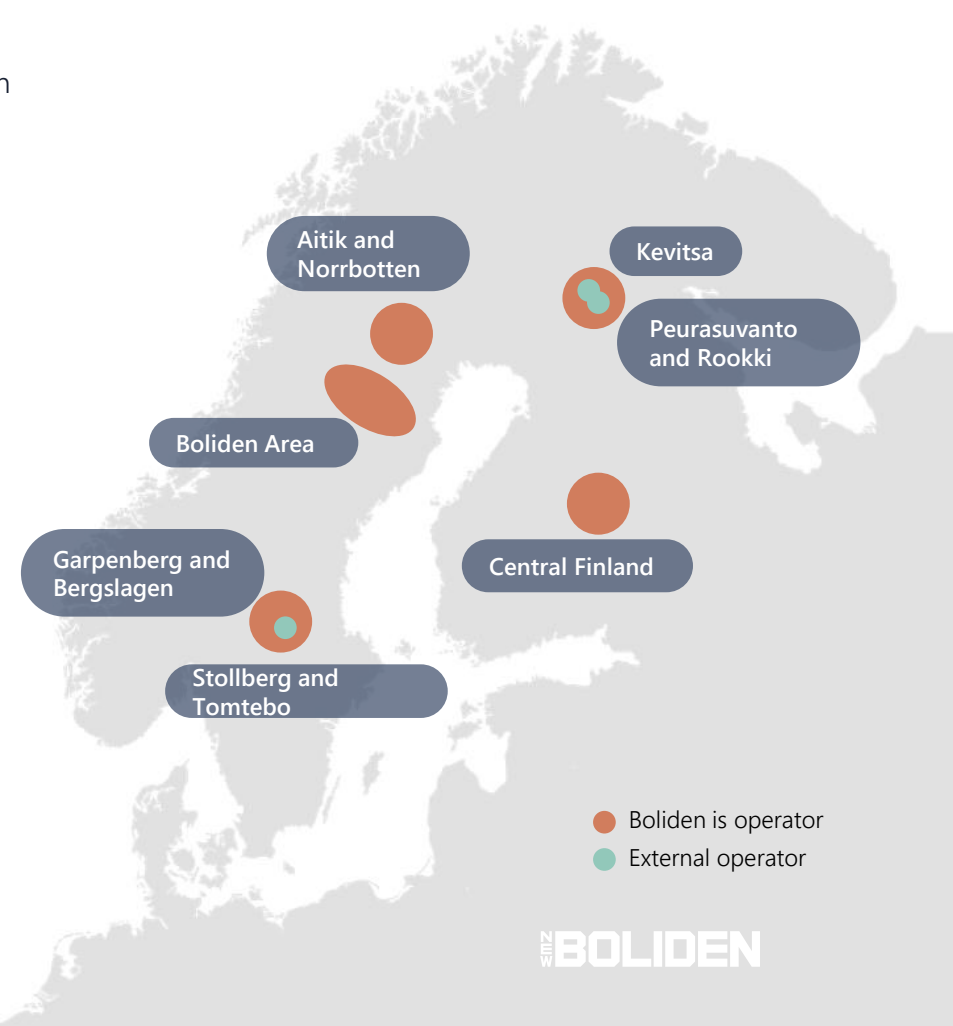 n
Aitik and
Norrbotten
Kevitsa
Peurasuvanto
and Rookki
Boliden Area
Garpenberg and
Bergslagen
Central Finland
Stollberg and
Tomtebo
Boliden is operator
External operator
NEW BOLIDEN